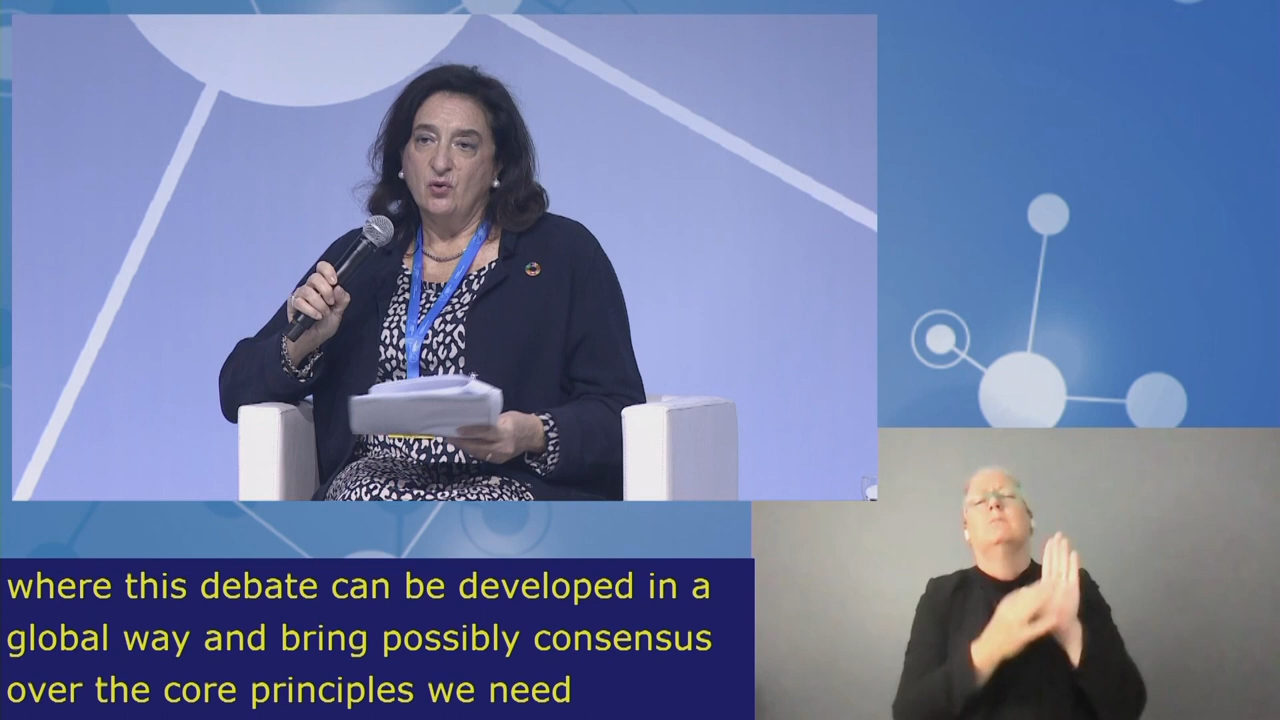 where this debate can be developed in a
global way and bring possibly consensus
over the core principles we need